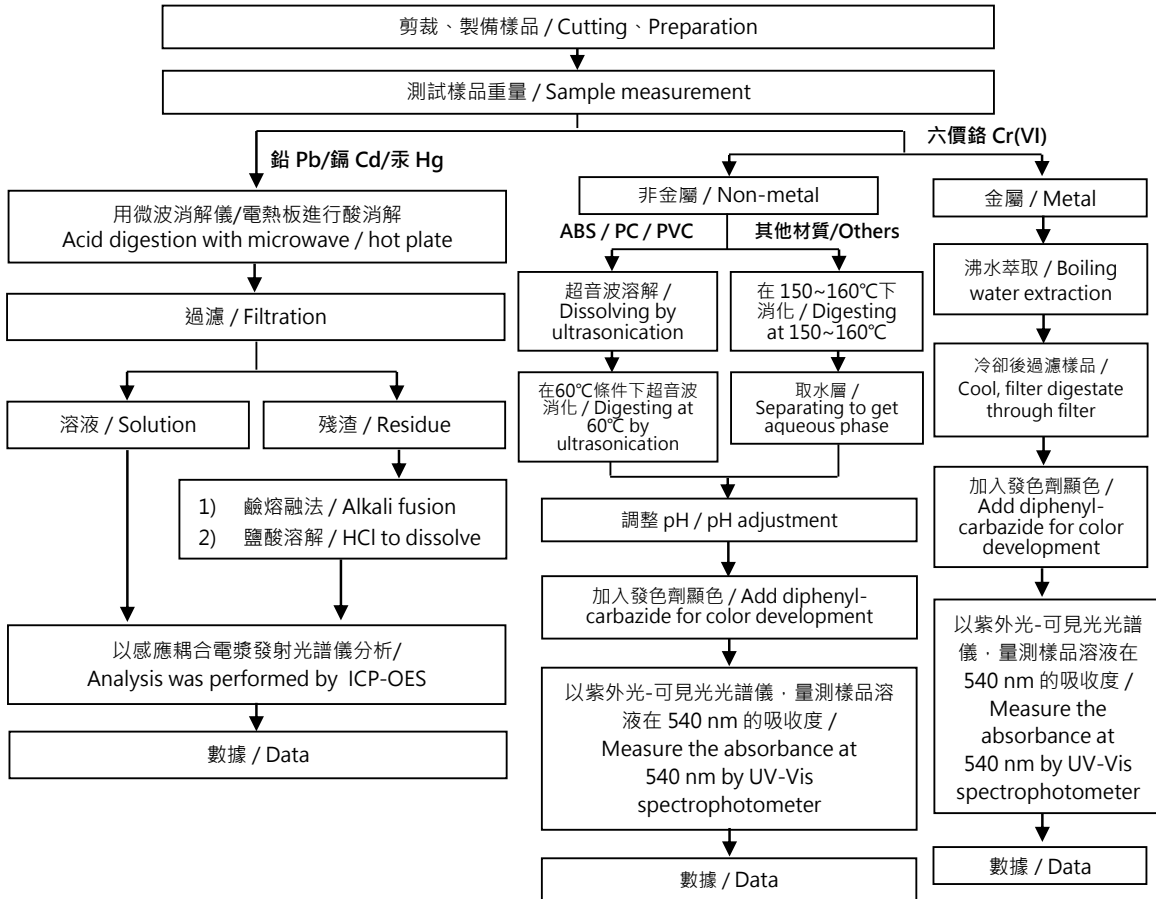 剪裁、製備樣品 / Cutting、Preparation
測試樣品重量 / Sample measurement
鉛 Pb/鎘 Cd/汞 Hg
六價鉻 Cr(VI)
用微波消解儀/電熱板進行酸消解
Acid digestion with microwave / hot plate
過濾 / Filtration
溶液 / Solution
殘渣 / Residue
1) 鹼熔融法 / Alkali fusion
2) 鹽酸溶解 / HCl to dissolve
以感應耦合電漿發射光譜儀分析/
Analysis was performed by ICP-OES
數據 / Data
非金屬 / Non-metal
ABS / PC / PVC
其他材質/Others
超音波溶解 /
Dissolving by
ultrasonication
在60℃條件下超音波
消化 / Digesting at
60℃ by
ultrasonication
在 150~160℃下
消化 / Digesting
at 150~160℃
取水層 /
Separating to get
aqueous phase
調整 pH / pH adjustment
加入發色劑顯色 / Add diphenyl-
carbazide for color development
以紫外光-可見光光譜儀，量測樣品溶
液在 540 nm 的吸收度 /
Measure the absorbance at
540 nm by UV-Vis
spectrophotometer
數據 / Data
金屬 / Metal
沸水萃取 / Boiling
water extraction
冷卻後過濾樣品 /
Cool, filter digestate
through filter
加入發色劑顯色 /
Add diphenyl-
carbazide for color
development
以紫外光-可見光光譜
儀，量測樣品溶液在
540 nm 的吸收度 /
Measure the
absorbance at
540 nm by UV-Vis
spectrophotometer
數據 / Data